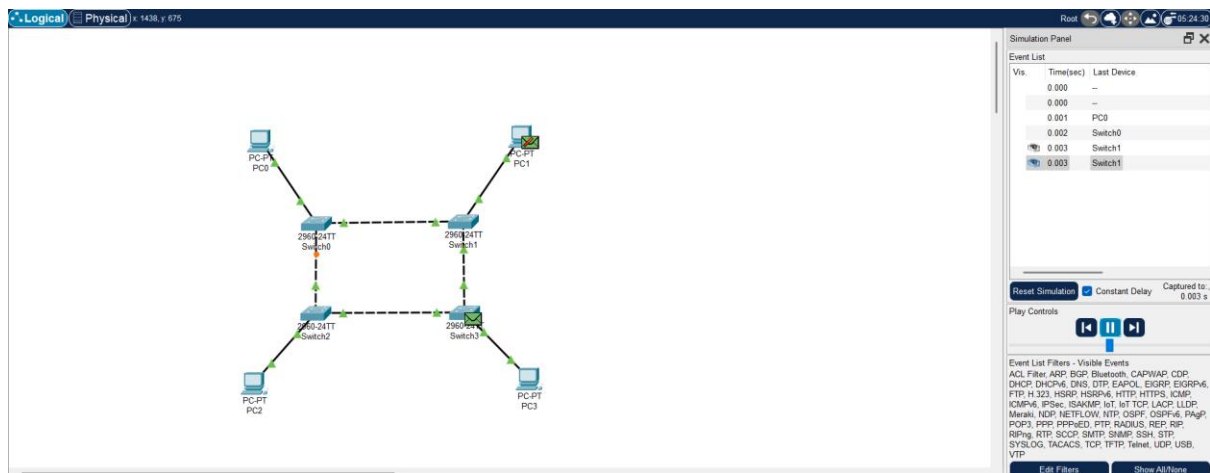 Logical Physical x: 1438, y: 675 Root 05:24:30
Simulation Panel
Event List
Vis. Time(sec) Last Device
0.000 --
0.000 --
0.001 PC0
0.002 Switch0
0.003 Switch1
0.003 Switch1
PC-PT
PC0
PC-PT
PC1
2960-24TT
Switch0
2960-24TT
Switch1
2960-24TT
Switch2
2960-24TT
Switch3
PC-PT
PC2
PC-PT
PC3
Reset Simulation Constant Delay Captured to:
0.003 s
Play Controls
Event List Filters - Visible Events
ACL Filter, ARP, BGP, Bluetooth, CAPWAP, CDP,
DHCP, DHCPv6, DNS, DTP, EAPOL, EIGRP, EIGRPv6,
FTP, H.323, HSRP, HSRPv6, HTTP, HTTPS, ICMP,
ICMPv6, IPSec, ISAKMP, IoT, IoT TCP, LACP, LLDP,
Meraki, NDP, NETFLOW, NTP, OSPF, OSPFv6, PAgP,
POP3, PPP, PPPoED, PTP, RADIUS, REP, RIP,
RIPng, RTP, SCCP, SMTP, SNMP, SSH, STP,
SYSLOG, TACACS, TCP, TFTP, Telnet, UDP, USB,
VTP
Edit Filters Show All/None